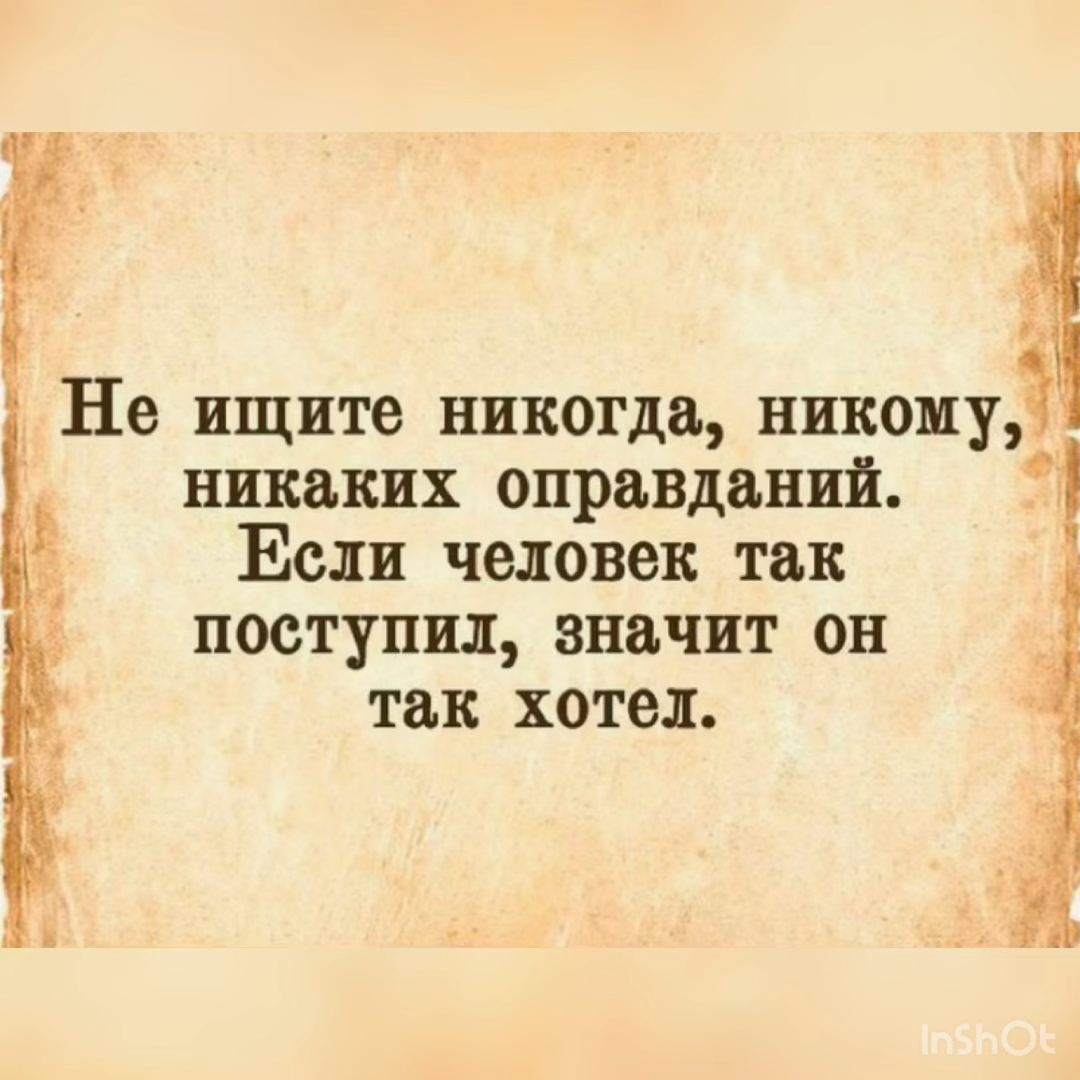 Не ищите никогда, никому,
никаких оправданий.
Если человек так
поступил, значит он
так хотел.
InShOt